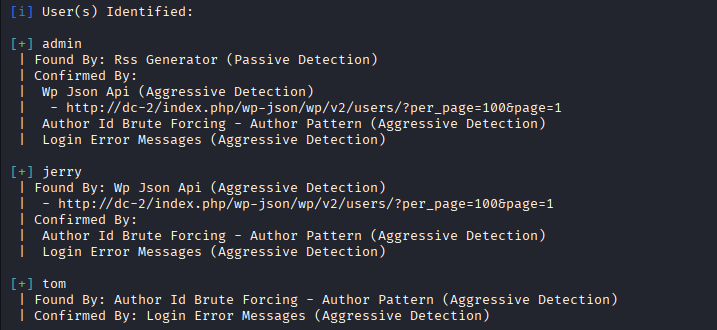 [i] User(s) Identified:
[+] admin
| Found By: Rss Generator (Passive Detection)
| Confirmed By:
|  Wp Json Api (Aggressive Detection)
|   - http://dc-2/index.php/wp-json/wp/v2/users/?per_page=100&page=1
|  Author Id Brute Forcing - Author Pattern (Aggressive Detection)
|  Login Error Messages (Aggressive Detection)
[+] jerry
| Found By: Wp Json Api (Aggressive Detection)
|  - http://dc-2/index.php/wp-json/wp/v2/users/?per_page=100&page=1
| Confirmed By:
|  Author Id Brute Forcing - Author Pattern (Aggressive Detection)
|  Login Error Messages (Aggressive Detection)
[+] tom
| Found By: Author Id Brute Forcing - Author Pattern (Aggressive Detection)
| Confirmed By: Login Error Messages (Aggressive Detection)